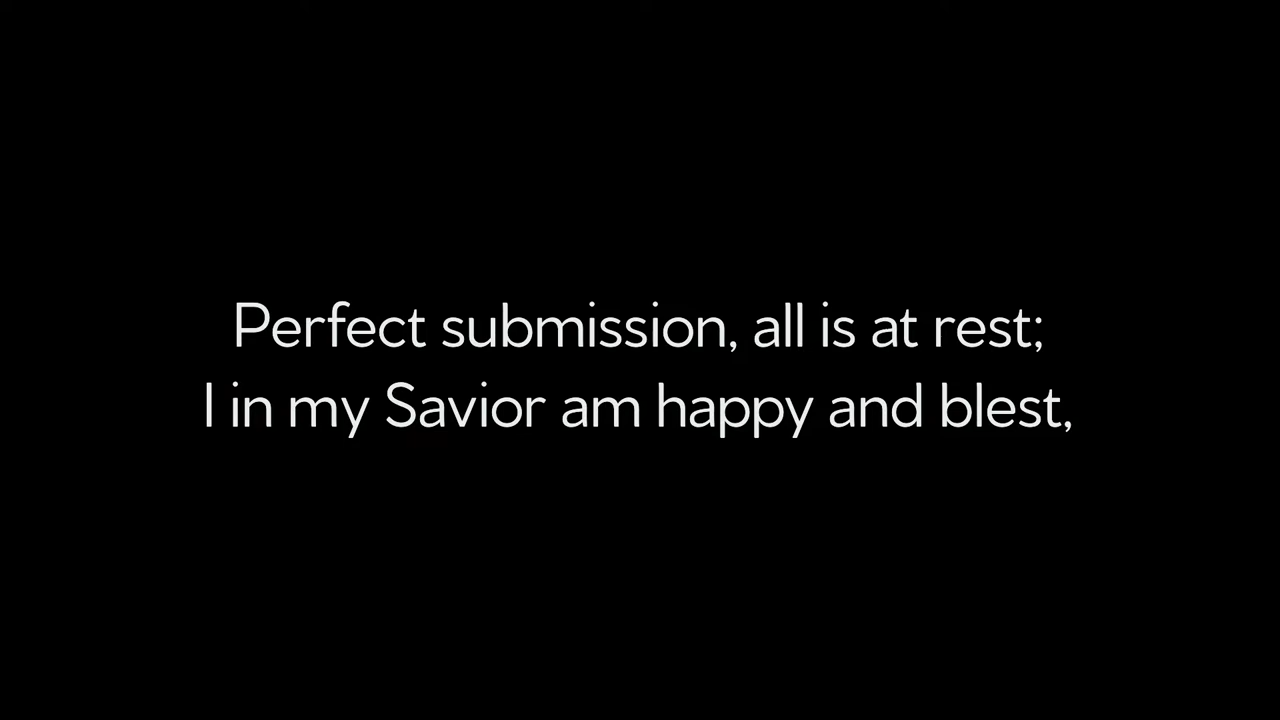 Perfect submission, all is at rest;
I in my Savior am happy and blest,